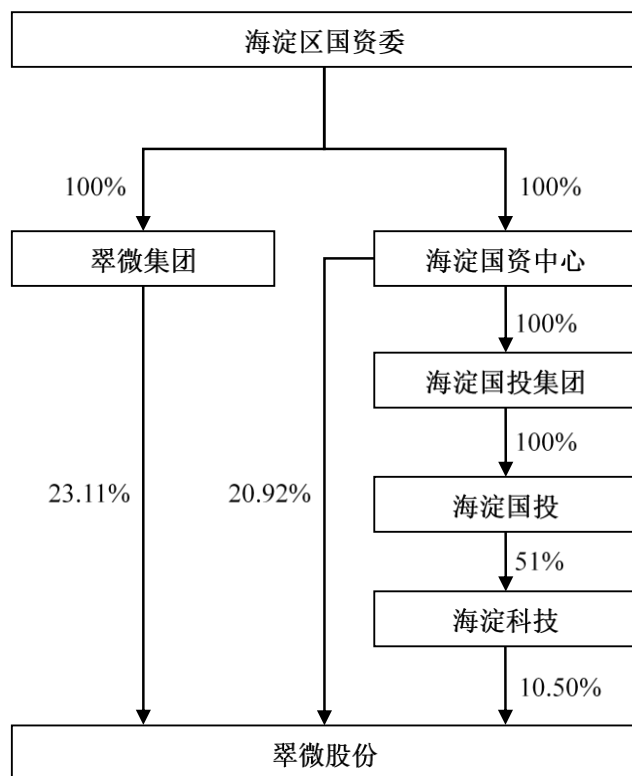 海淀区国资委
100%
100%
翠微集团
海淀国资中心
100%
海淀国投集团
100%
23.11%
20.92%
海淀国投
51%
海淀科技
10.50%
翠微股份